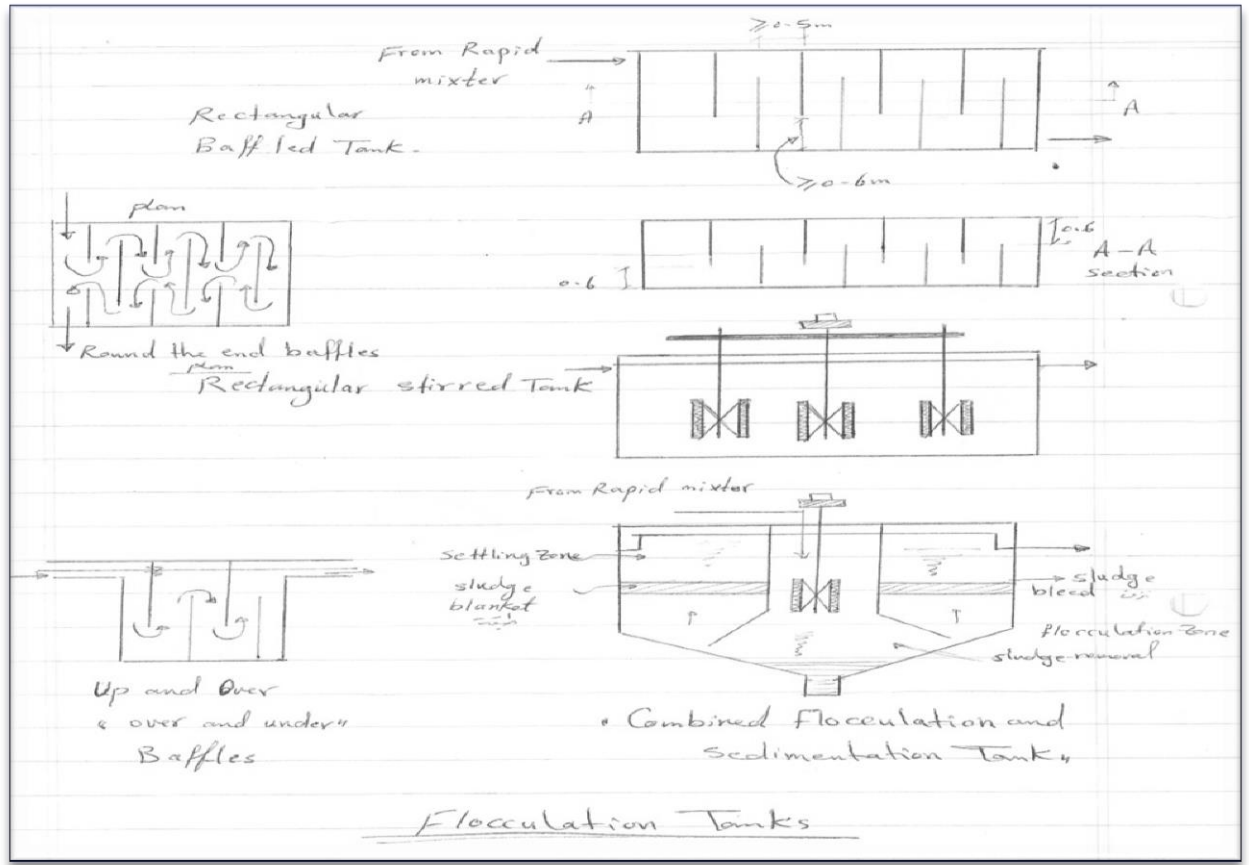 ≥0-5m
From Rapid
mixter
A
A
Rectangular
Baffled Tank.
≥0-6m
plan
0.6
A-A
section
0-6
Round the end baffles
plan
Rectangular stirred Tank
From Rapid mixter
settling zone
sludge
blanket
sludge
bleed
flocculation zone
sludge removal
Up and Over
"over and under"
Baffles
• Combined flocculation and
Sedimentation Tank"
Flocculation Tanks